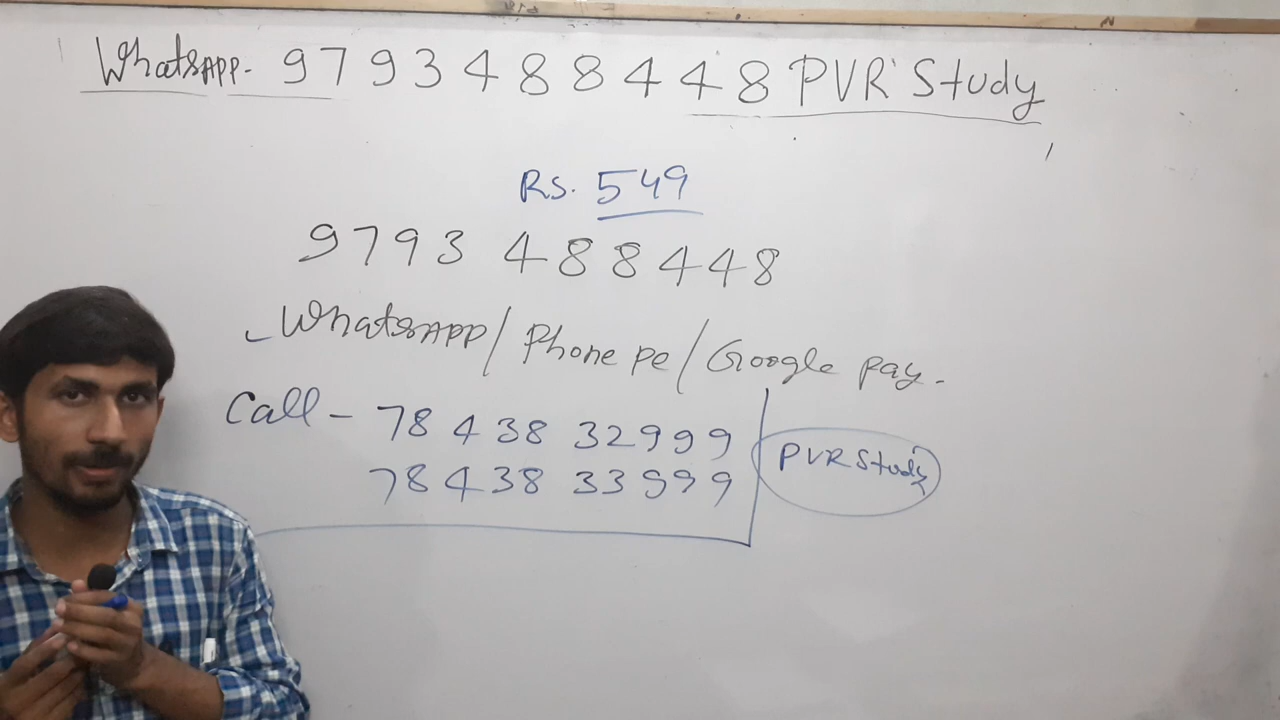 WhatsAPP- 9793488448 PVR Study
RS. 549
9793 488448
WhatsAPP/Phone pe/Google pay.
Call - 78438 32999
78438 33999
PVR Study